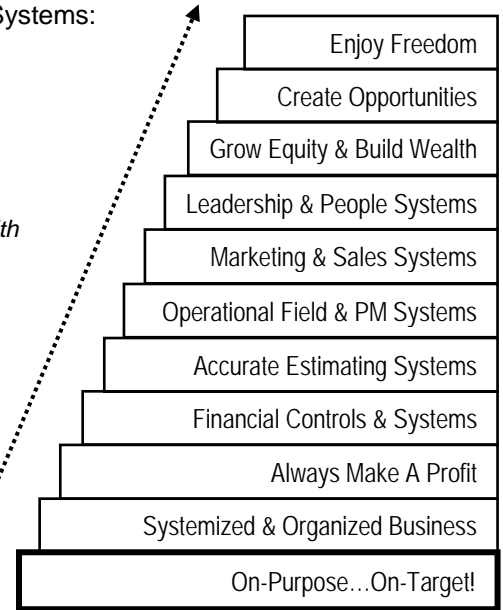 Systems:
Enjoy Freedom
Create Opportunities
Grow Equity & Build Wealth
Leadership & People Systems
th
Marketing & Sales Systems
Operational Field & PM Systems
Accurate Estimating Systems
Financial Controls & Systems
Always Make A Profit
Systemized & Organized Business
On-Purpose…On-Target!